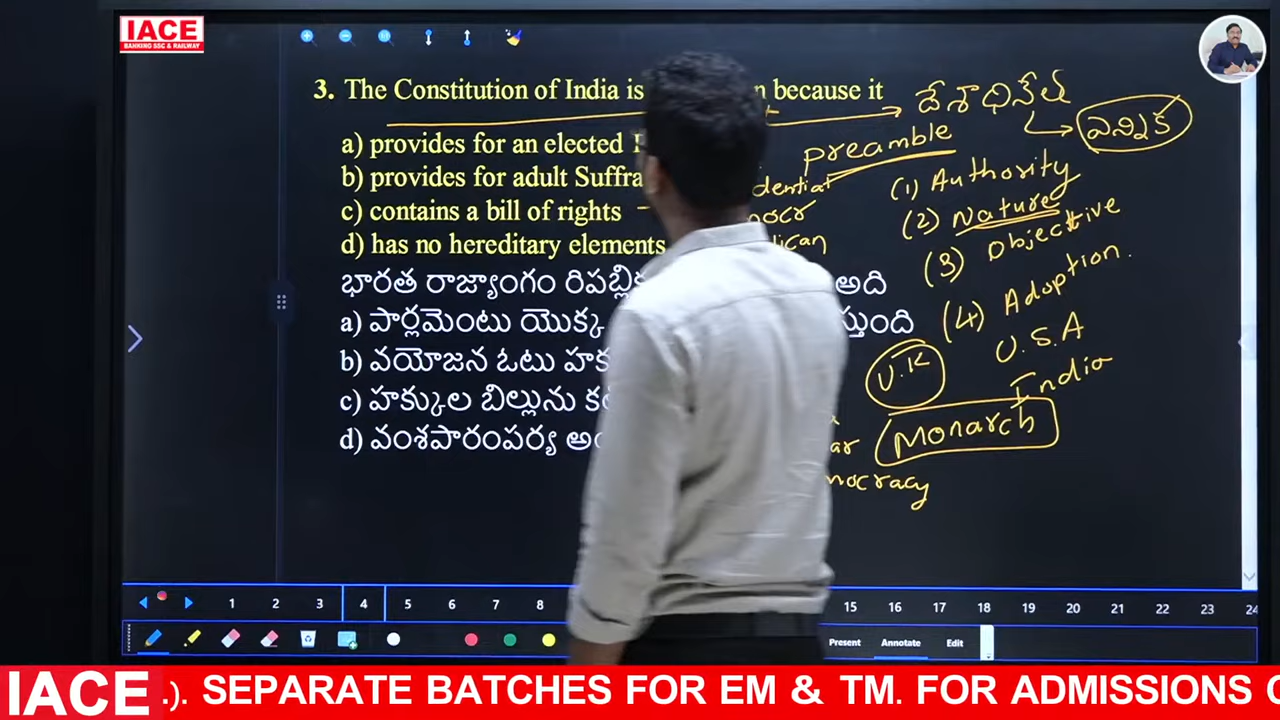 IACE
BANKING SSC & RAILWAY
3. The Constitution of India is because it
a) provides for an elected
b) provides for adult
c) contains a bill of rights
d) has no hereditary elements
భారత రాజ్యాంగం అది
a) పార్లమెంటు యొక్క
b) వయోజన ఓటు
c) హక్కుల బిల్లును
d) వంశపారంపర్య
ఎన్నిక
preamble
(1) Authority
(2) Nature
(3) Objective
(4) Adoption.
U.S.A
India
U.K
Monarch
1 2 3 4 5 6 7 8 15 16 17 18 19 20 21 22 23 24
Present Annotate Edit
IACE .). SEPARATE BATCHES FOR EM & TM. FOR ADMISSIONS